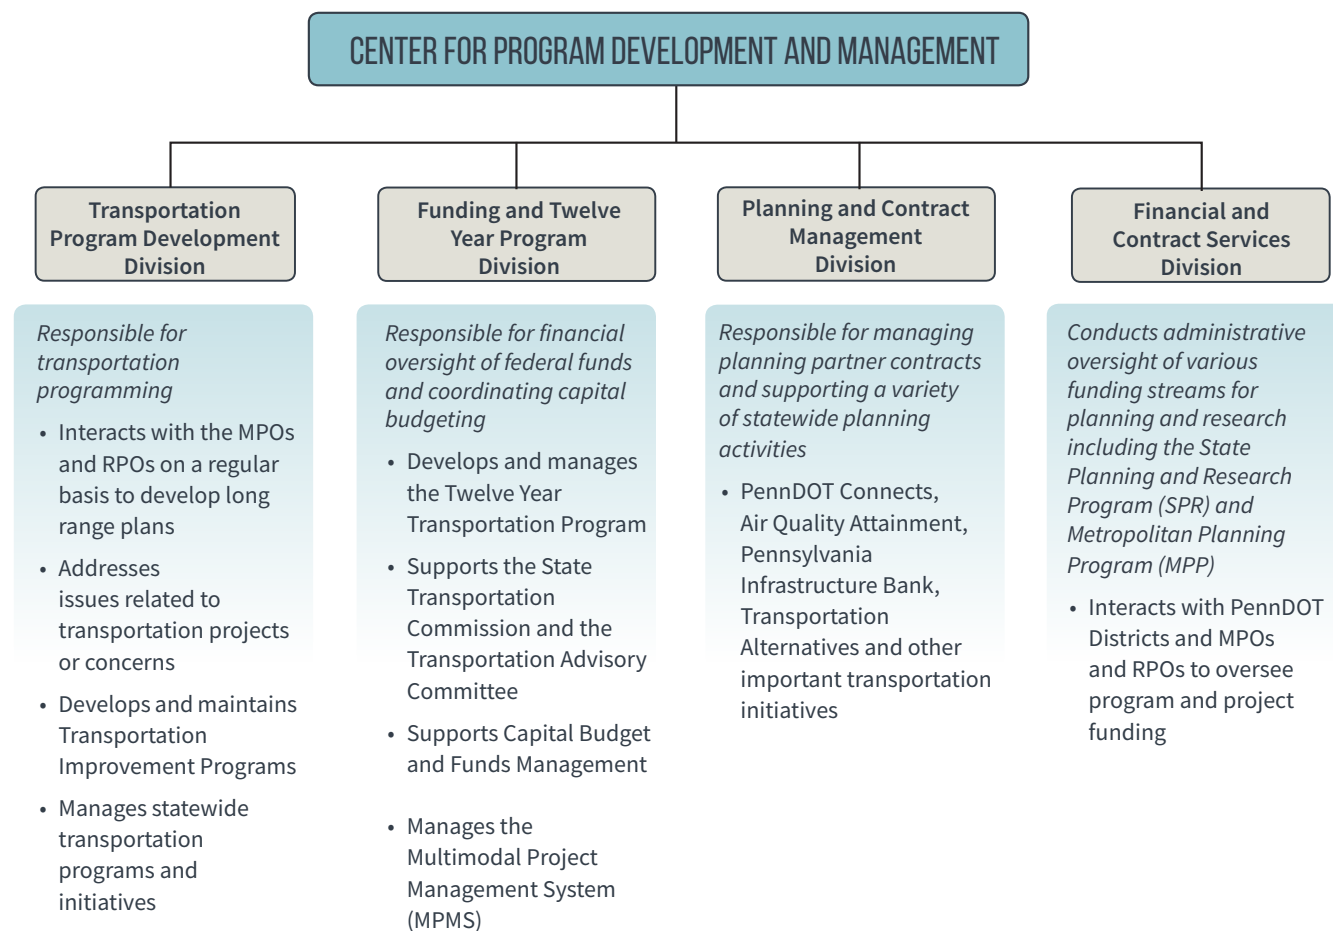 CENTER FOR PROGRAM DEVELOPMENT AND MANAGEMENT
Transportation
Program Development
Division
Responsible for
transportation
programming
• Interacts with the MPOs
and RPOs on a regular
basis to develop long
range plans
• Addresses
issues related to
transportation projects
or concerns
• Develops and maintains
Transportation
Improvement Programs
• Manages statewide
transportation
programs and
initiatives
Funding and Twelve
Year Program
Division
Responsible for financial
oversight of federal funds
and coordinating capital
budgeting
• Develops and manages
the Twelve Year
Transportation Program
• Supports the State
Transportation
Commission and the
Transportation Advisory
Committee
• Supports Capital Budget
and Funds Management
• Manages the
Multimodal Project
Management System
(MPMS)
Planning and Contract
Management
Division
Responsible for managing
planning partner contracts
and supporting a variety
of statewide planning
activities
• PennDOT Connects,
Air Quality Attainment,
Pennsylvania
Infrastructure Bank,
Transportation
Alternatives and other
important transportation
initiatives
Financial and
Contract Services
Division
Conducts administrative
oversight of various
funding streams for
planning and research
including the State
Planning and Research
Program (SPR) and
Metropolitan Planning
Program (MPP)
• Interacts with PennDOT
Districts and MPOs
and RPOs to oversee
program and project
funding